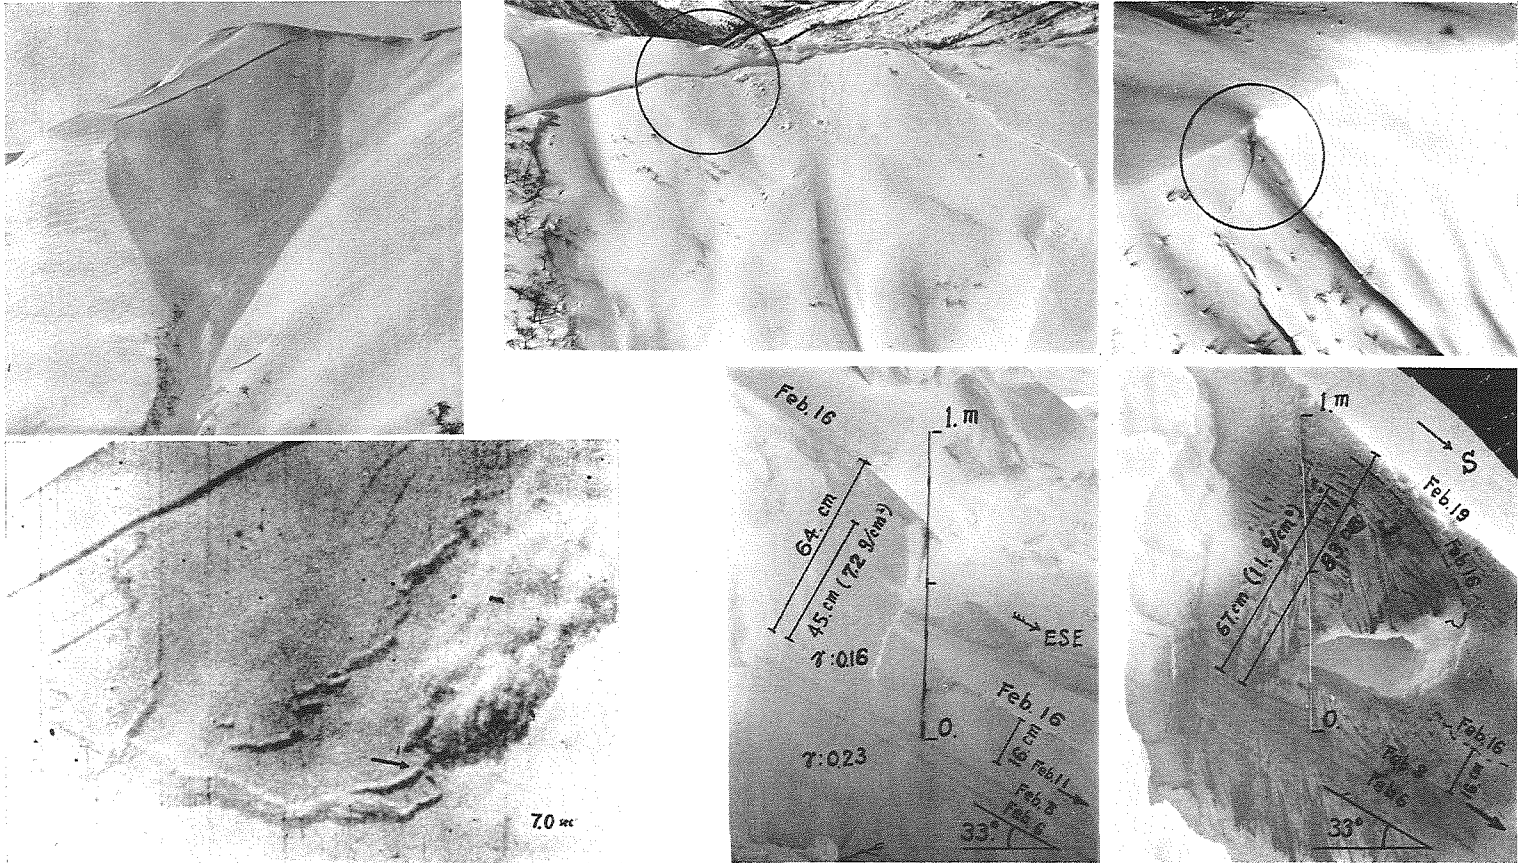 7.0 sec
Feb. 16
1. m
64. cm
45. cm (7.2 g/cm²)
γ:0.16
ESE
Feb. 16
0.
cm
γ:0.23
Feb. 11
Feb. 8
Feb. 6
33°
1. m
S
Feb. 19
67. cm (11. g/cm²)
83 cm
Feb. 16
0.
Feb. 16
Feb. 8
Feb. 6
33°